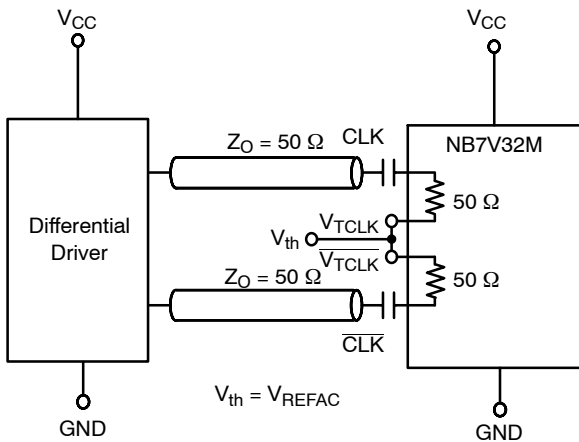 V_CC
V_CC
Z_O = 50 Ω
CLK
NB7V32M
50 Ω
Differential
Driver
V_TCLK
V_th
V̅_T̅C̅L̅K̅
50 Ω
Z_O = 50 Ω
C̅L̅K̅
V_th = V_REFAC
GND
GND